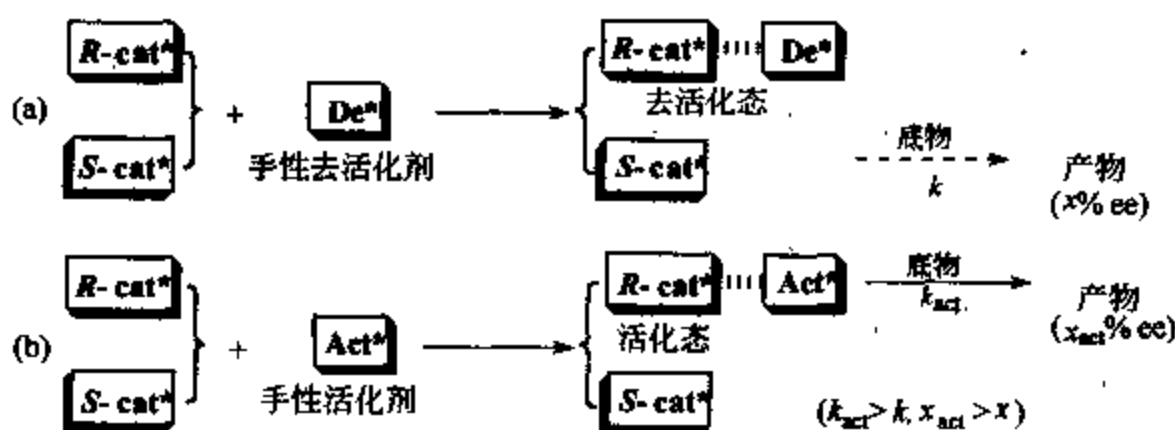 R-cat*
R-cat* De*
(a) + De* 去活化态
S-cat* 手性去活化剂 S-cat* 底物 产物
k (x% ee)
R-cat* R-cat* Act* 底物 产物
(b) + Act* 活化态 k_act (x_act% ee)
S-cat* 手性活化剂 S-cat* (k_act>k, x_act>x)